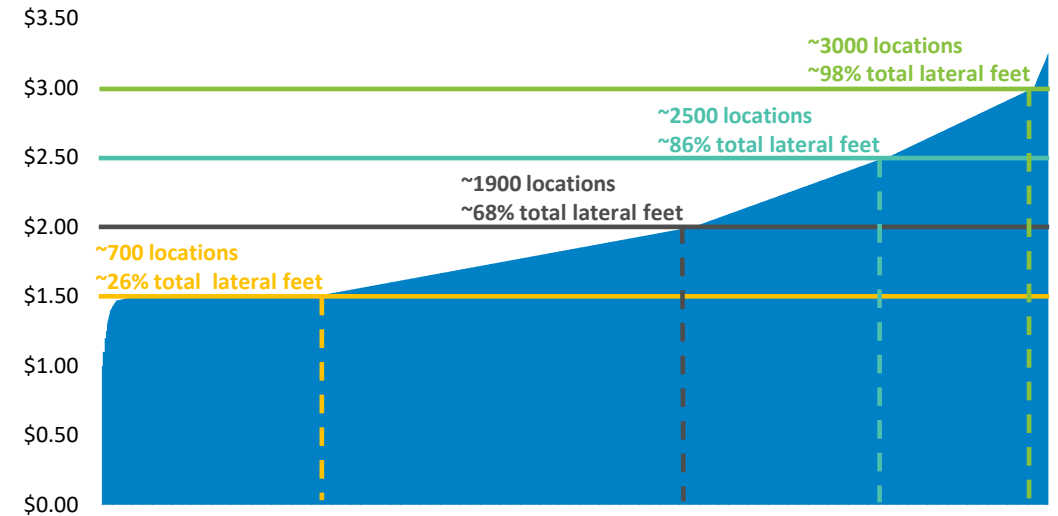 $3.50
~3000 locations
~98% total lateral feet
$3.00
~2500 locations
~86% total lateral feet
$2.50
~1900 locations
~68% total lateral feet
$2.00
~700 locations
~26% total lateral feet
$1.50
$1.00
$0.50
$0.00